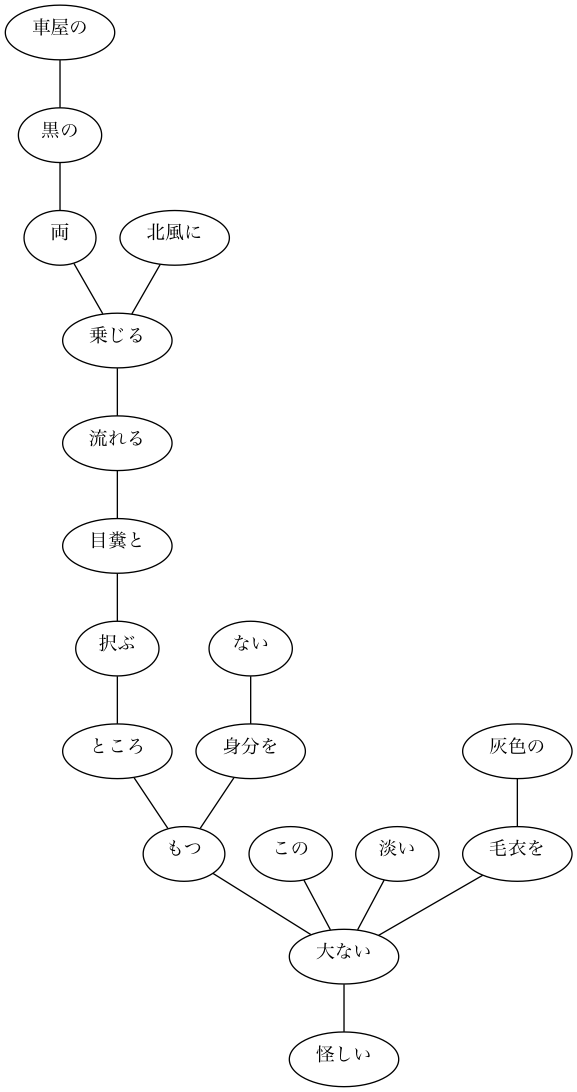 車屋の
黒の
両 北風に
乗じる
流れる
目糞と
択ぶ ない
ところ 身分を 灰色の
もつ この 淡い 毛衣を
大ない
怪しい